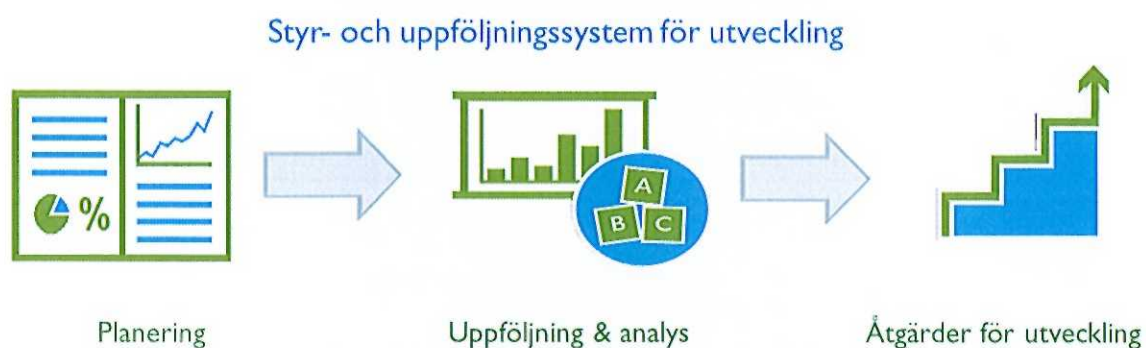 Styr- och uppföljningssystem för utveckling
%
A
B C
Planering
Uppföljning & analys
Åtgärder för utveckling